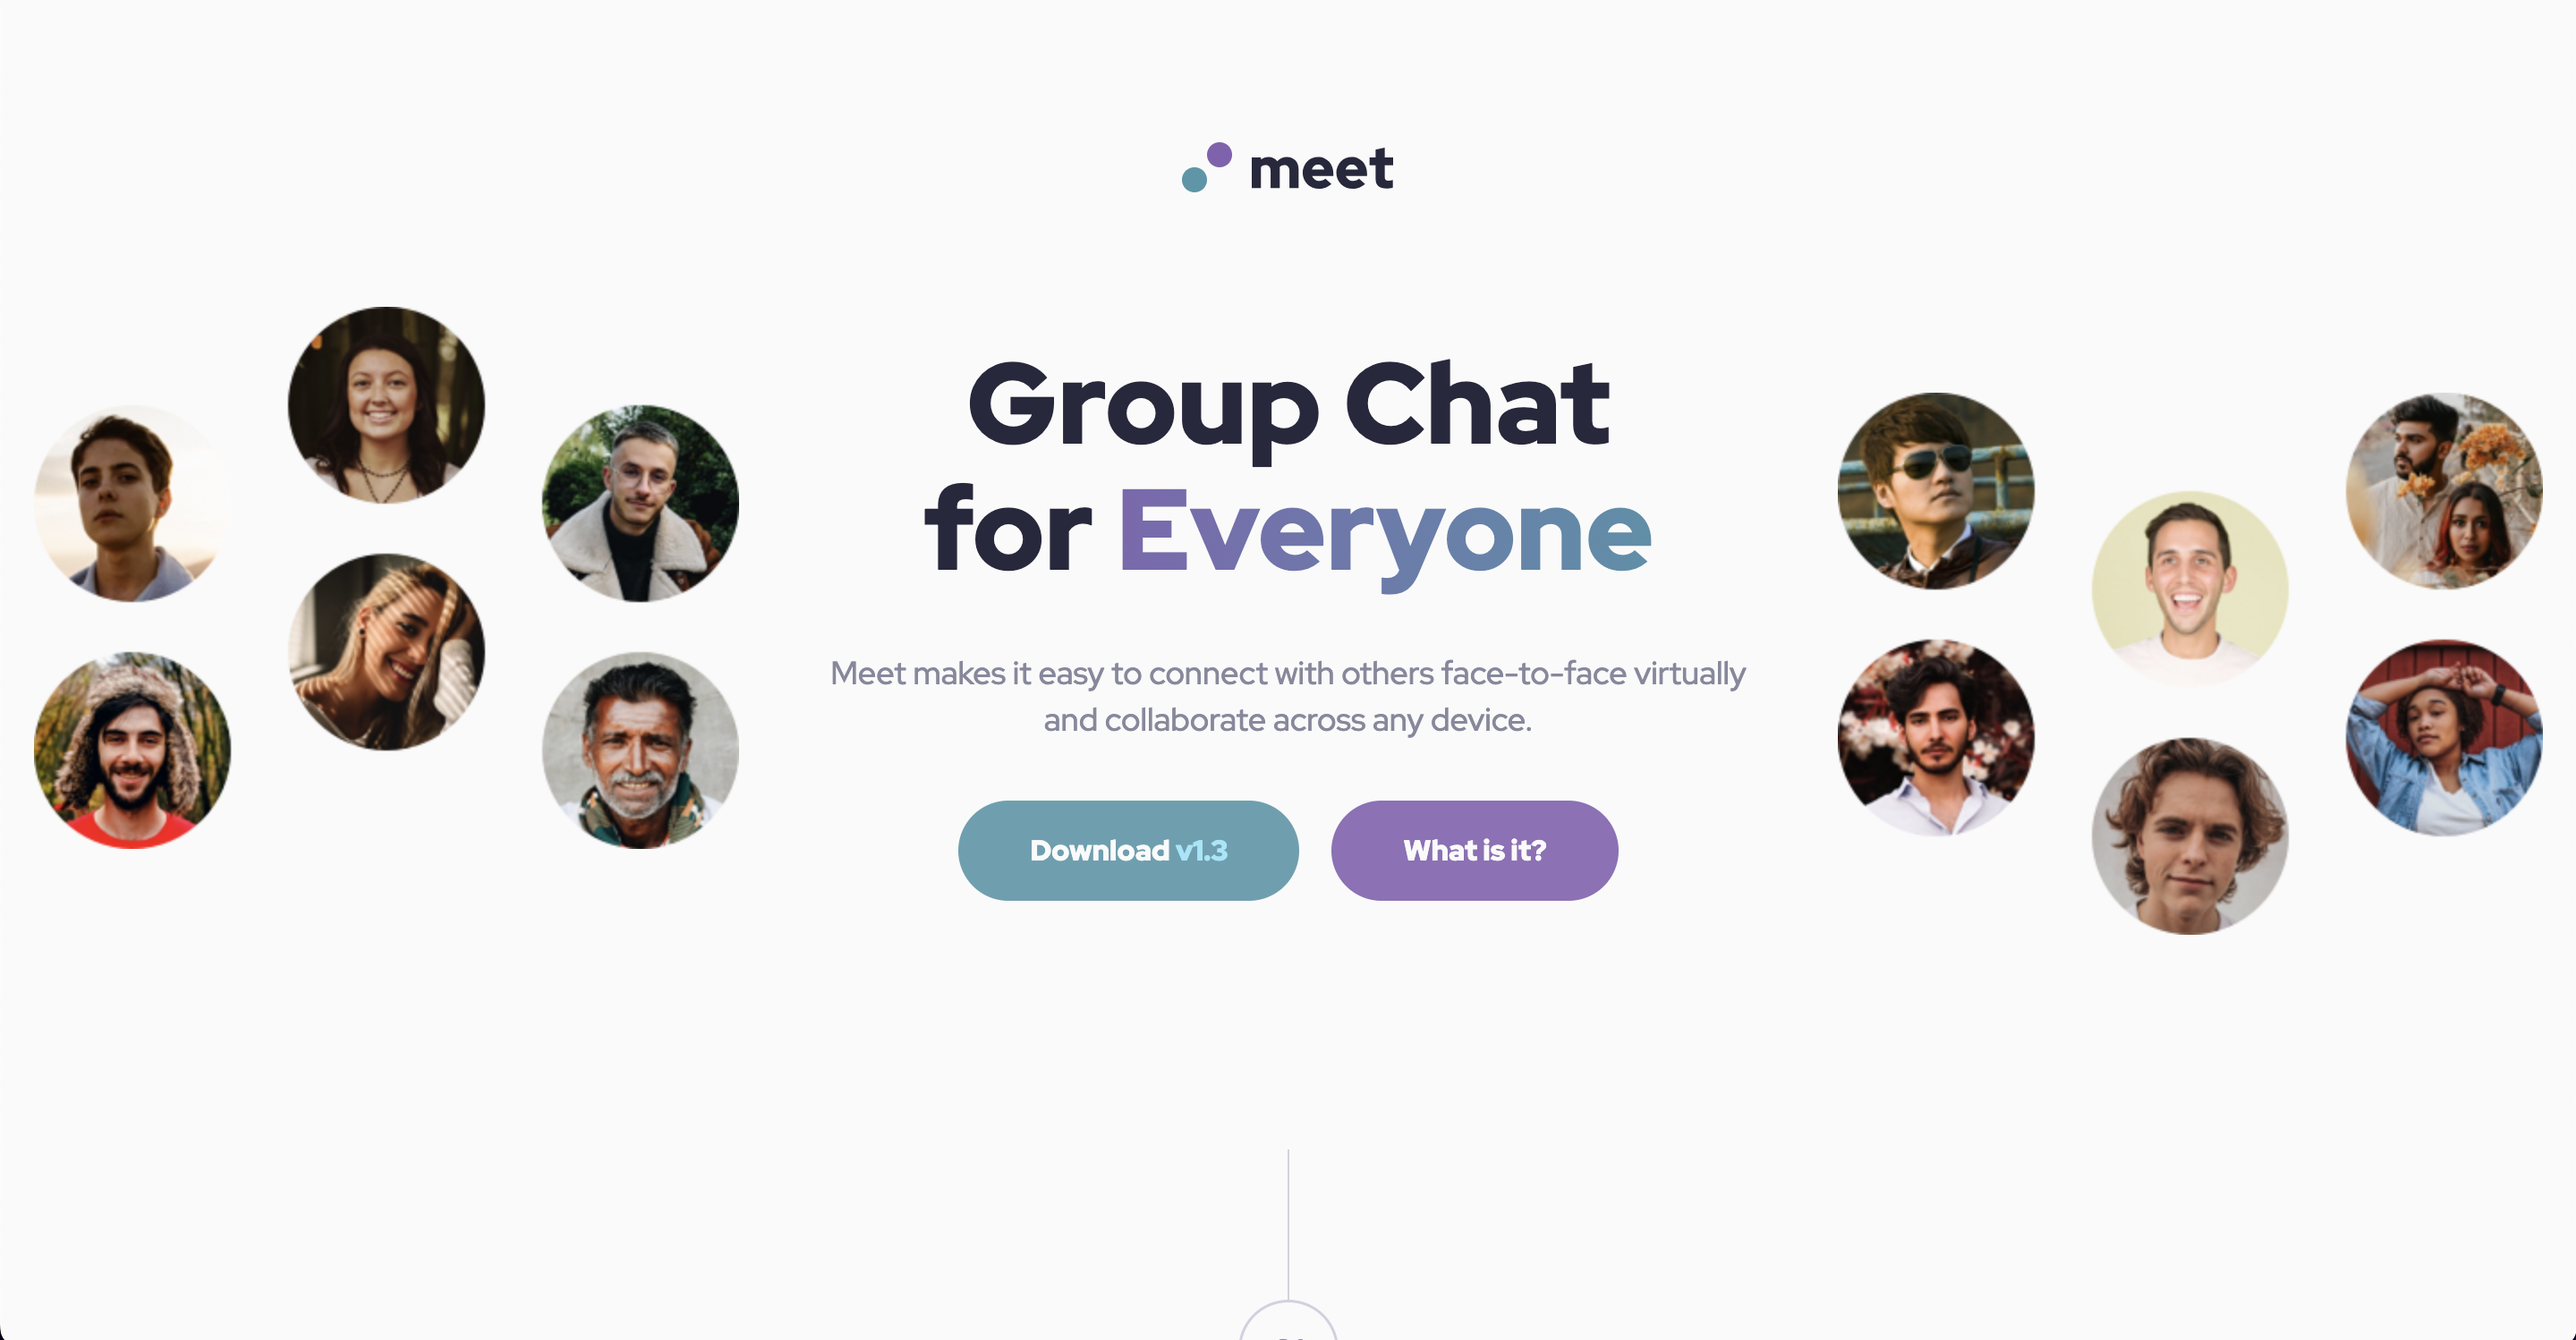 meet
Group Chat
for Everyone
Meet makes it easy to connect with others face-to-face virtually
and collaborate across any device.
Download v1.3
What is it?